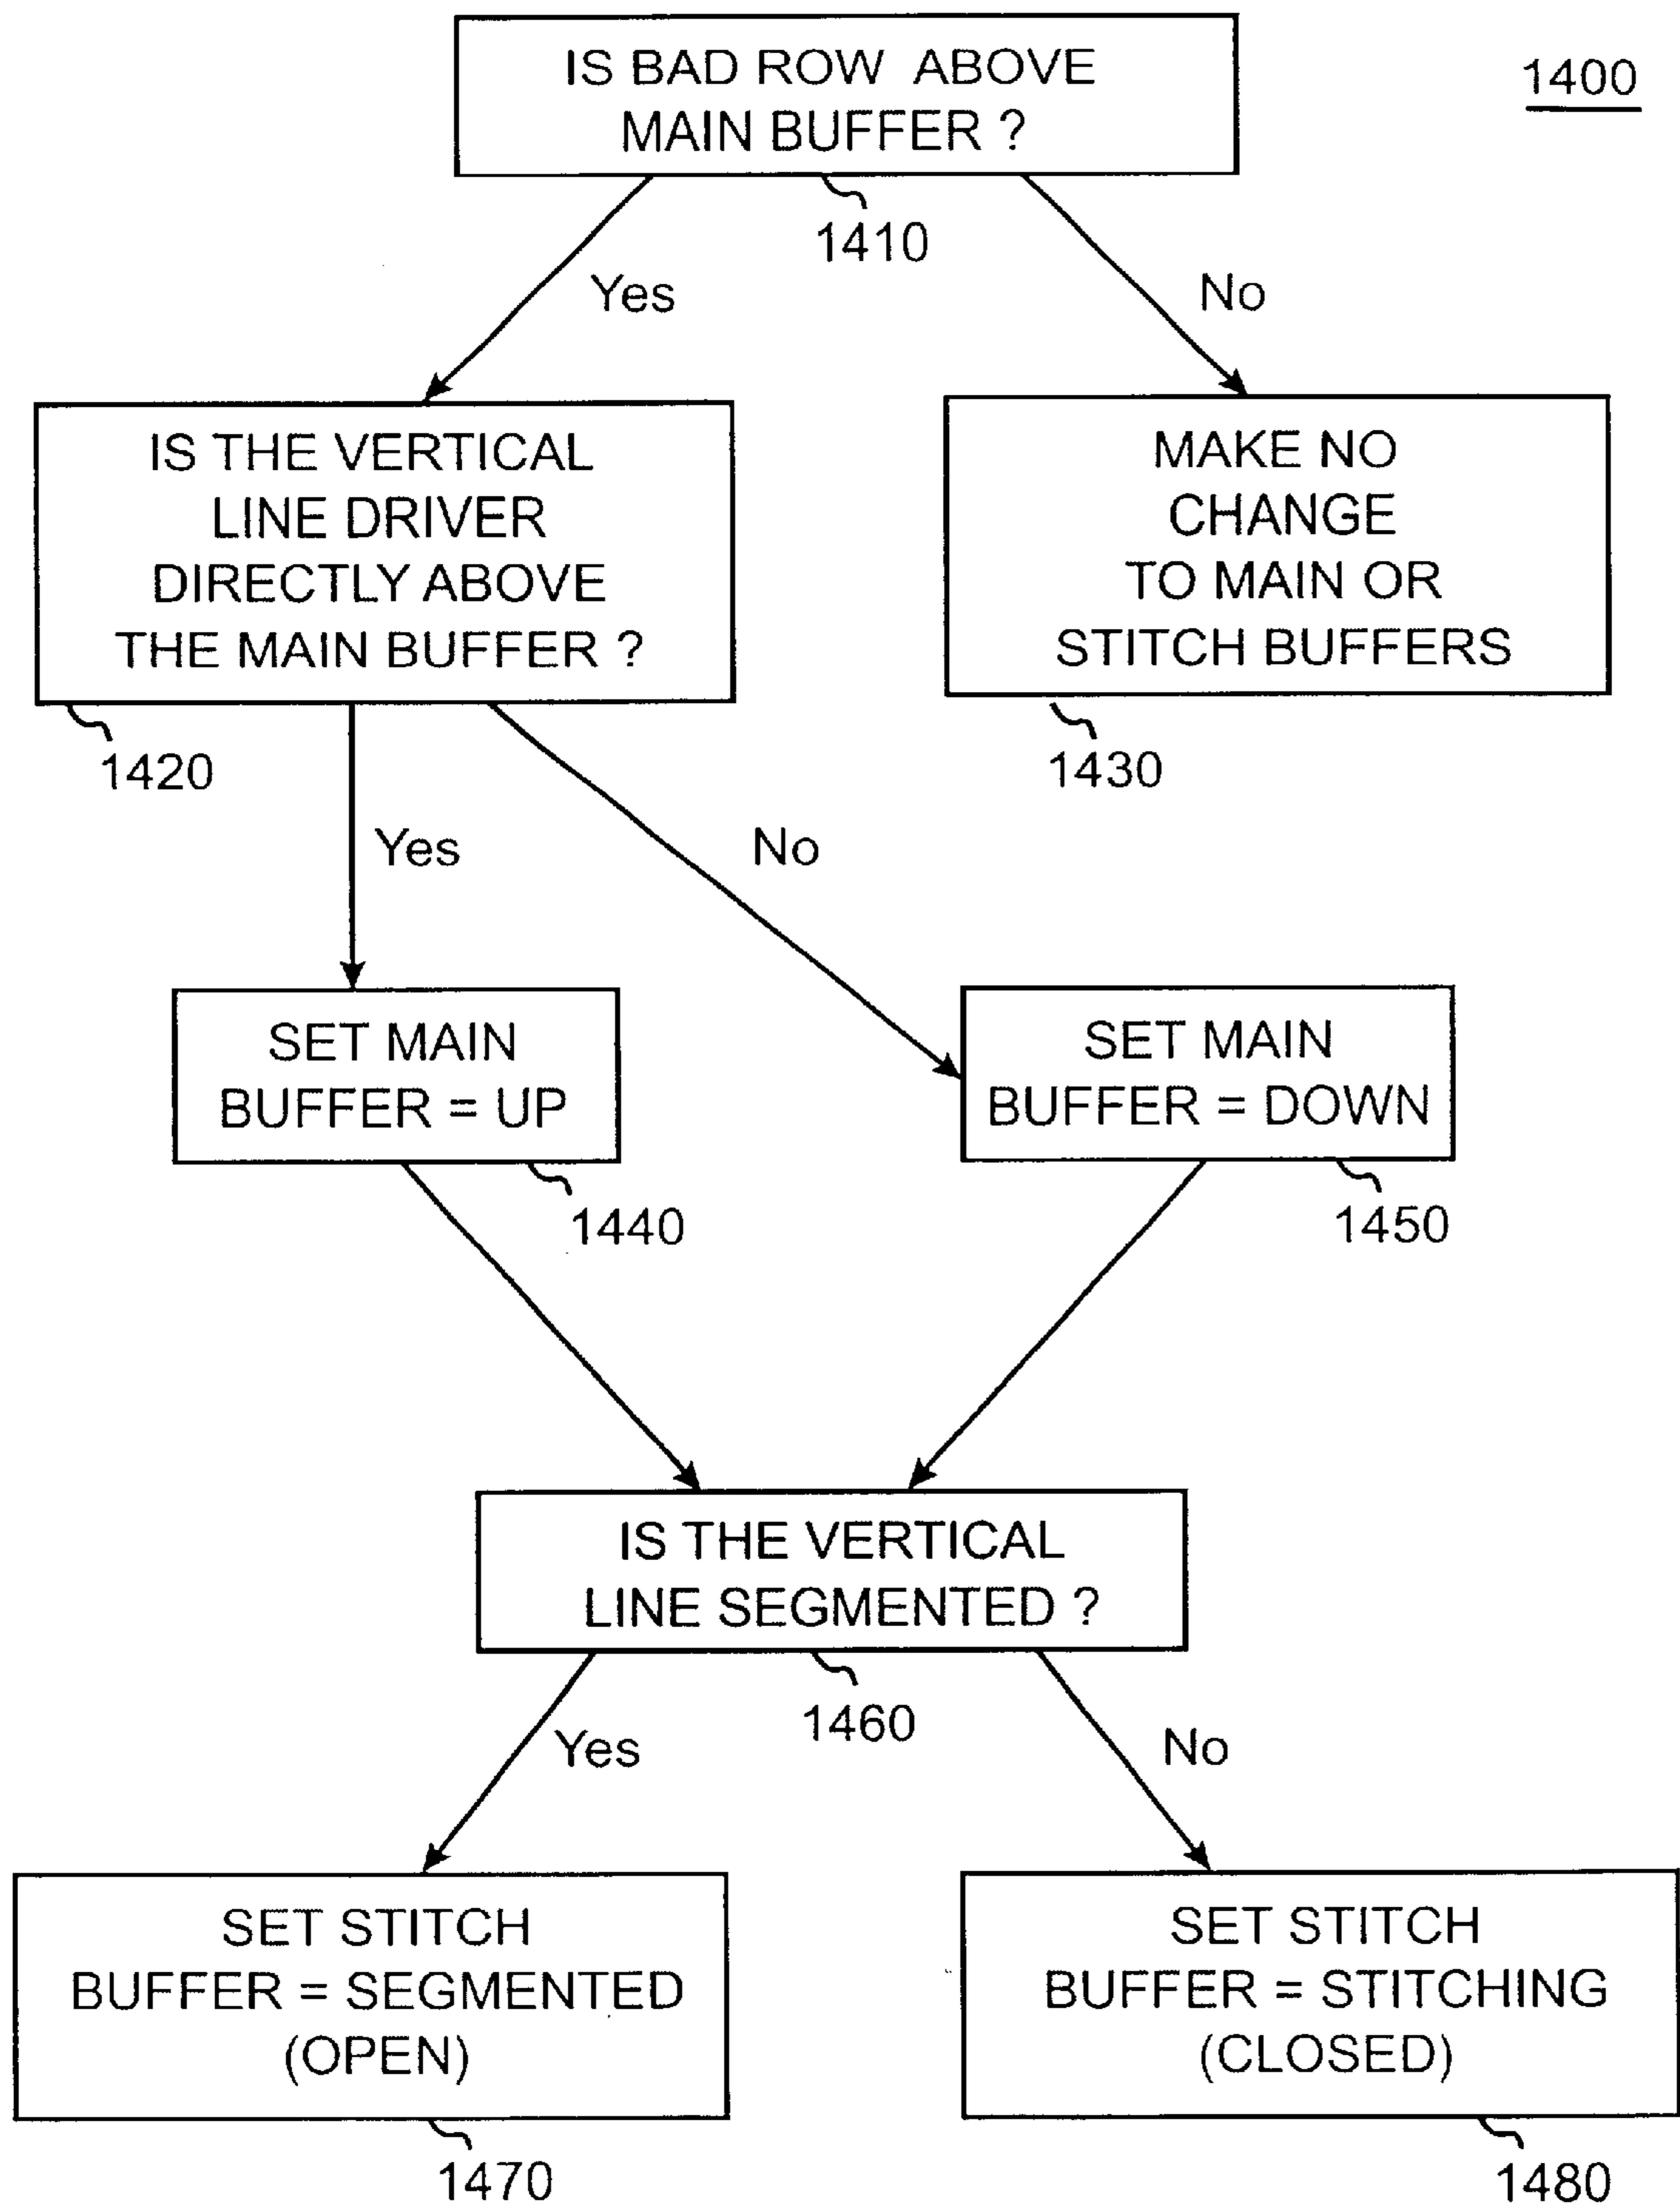 IS BAD ROW ABOVE
MAIN BUFFER ?
1400
1410
Yes
No
IS THE VERTICAL
LINE DRIVER
DIRECTLY ABOVE
THE MAIN BUFFER ?
MAKE NO
CHANGE
TO MAIN OR
STITCH BUFFERS
1420
1430
Yes
No
SET MAIN
BUFFER = UP
SET MAIN
BUFFER = DOWN
1440
1450
IS THE VERTICAL
LINE SEGMENTED ?
1460
Yes
No
SET STITCH
BUFFER = SEGMENTED
(OPEN)
SET STITCH
BUFFER = STITCHING
(CLOSED)
1470
1480